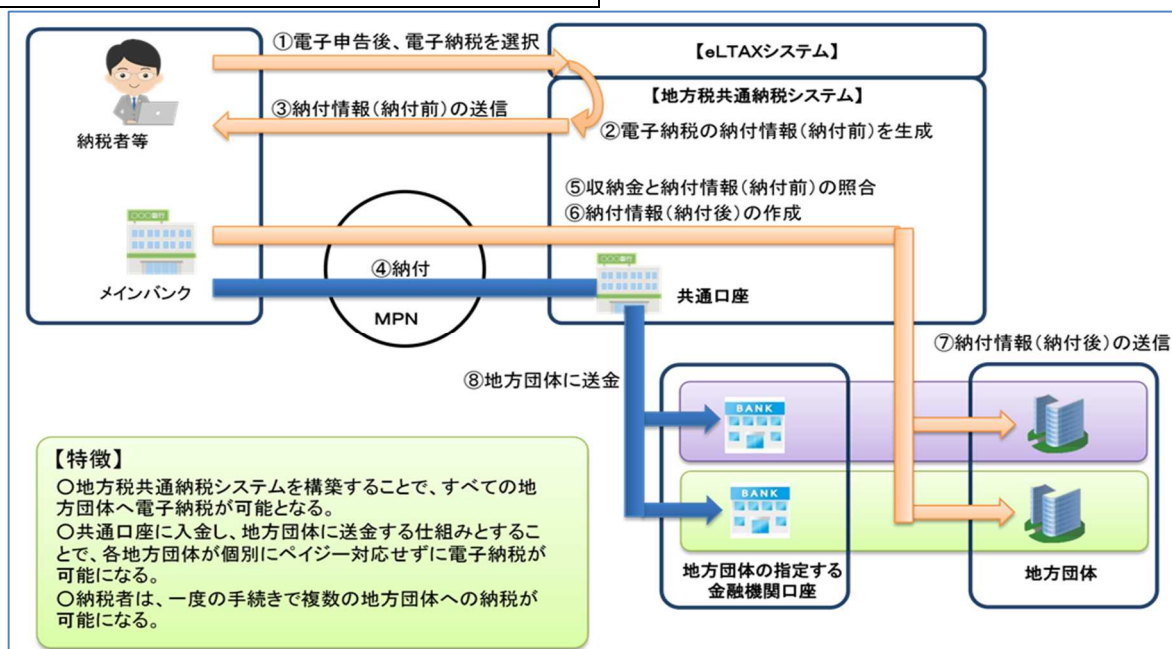 ①電子申告後、電子納税を選択
【eLTAXシステム】
【地方税共通納税システム】
③納付情報(納付前)の送信
②電子納税の納付情報(納付前)を生成
納税者等
⑤収納金と納付情報(納付前)の照合
⑥納付情報(納付後)の作成
〇〇〇銀行
メインバンク
④納付
MPN
〇〇〇銀行
共通口座
⑦納付情報(納付後)の送信
⑧地方団体に送金
BANK
BANK
地方団体の指定する
金融機関口座
地方団体
【特徴】
〇地方税共通納税システムを構築することで、すべての地
方団体へ電子納税が可能となる。
〇共通口座に入金し、地方団体に送金する仕組みとするこ
とで、各地方団体が個別にペイジー対応せずに電子納税が
可能になる。
〇納税者は、一度の手続きで複数の地方団体への納税が
可能になる。